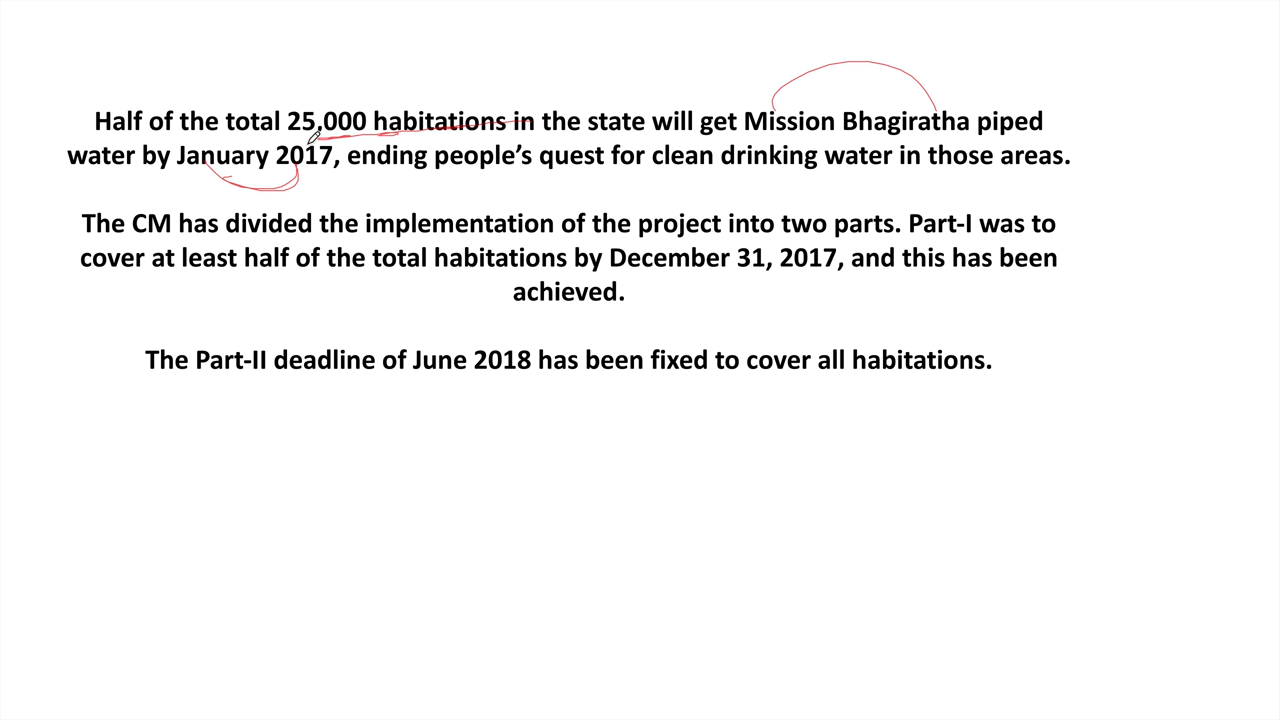 Half of the total 25,000 habitations in the state will get Mission Bhagiratha piped
water by January 2017, ending people’s quest for clean drinking water in those areas.
The CM has divided the implementation of the project into two parts. Part-I was to
cover at least half of the total habitations by December 31, 2017, and this has been
achieved.
The Part-II deadline of June 2018 has been fixed to cover all habitations.